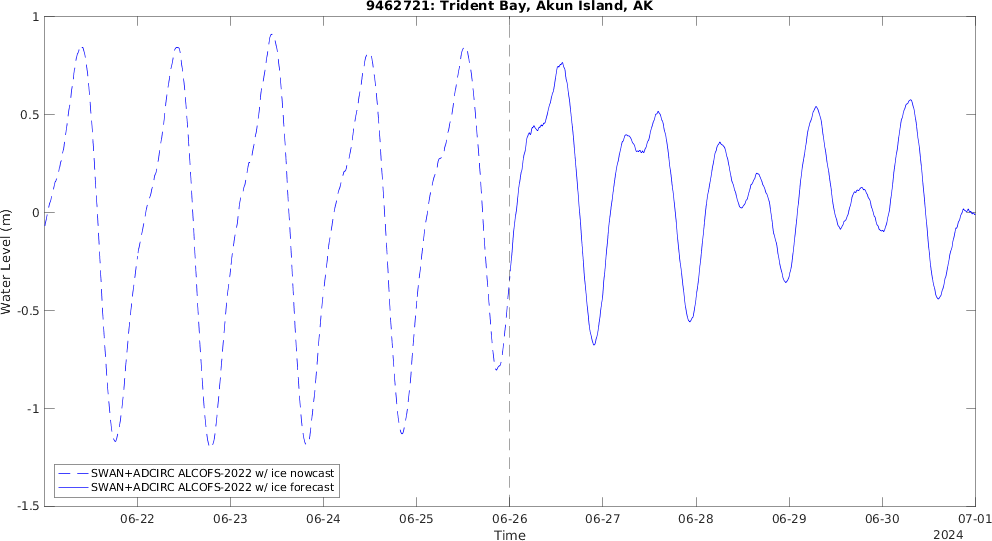 9462721: Trident Bay, Akun Island, AK
Water Level (m)
1
0.5
0
-0.5
-1
-1.5
SWAN+ADCIRC ALCOFS-2022 w/ ice nowcast
SWAN+ADCIRC ALCOFS-2022 w/ ice forecast
06-22 06-23 06-24 06-25 06-26 06-27 06-28 06-29 06-30 07-01
Time
2024